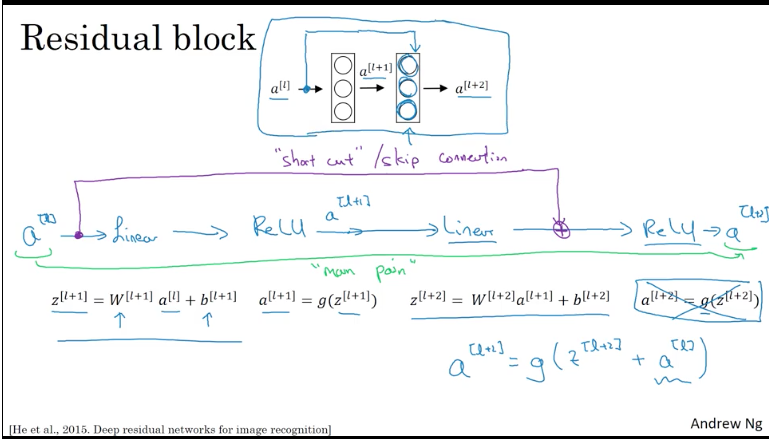 Residual block
a[l] a[l+1] a[l+2]
"short cut" /skip connection
a[l] → Linear → ReLU a[l+1] → Linear → ReLU → a[l+2]
"main path"
z[l+1] = W[l+1] a[l] + b[l+1] a[l+1] = g(z[l+1]) z[l+2] = W[l+2]a[l+1] + b[l+2] a[l+2] = g(z[l+2])
a[l+2] = g(z[l+2] + a[l])
[He et al., 2015. Deep residual networks for image recognition]
Andrew Ng